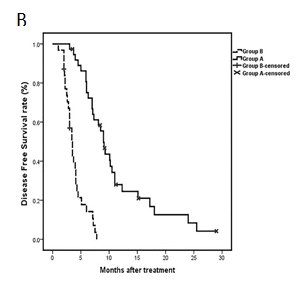 B
Disease Free Survival rate (%)
1.0
0.8
0.6
0.4
0.2
0.0
0 5 10 15 20 25 30
Months after treatment
Group B
Group A
Group B-censored
Group A-censored